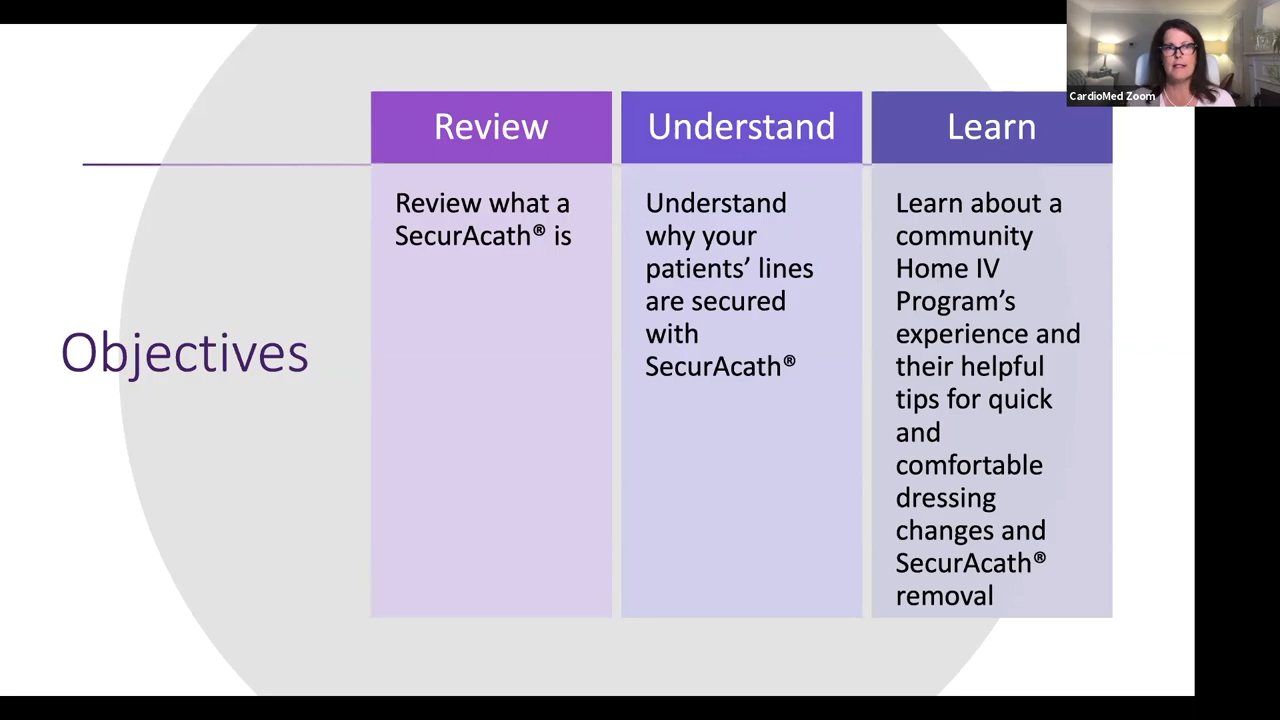 CardioMed Zoom
Objectives
Review
Review what a
SecurAcath® is
Understand
Understand
why your
patients’ lines
are secured
with
SecurAcath®
Learn
Learn about a
community
Home IV
Program’s
experience and
their helpful
tips for quick
and
comfortable
dressing
changes and
SecurAcath®
removal